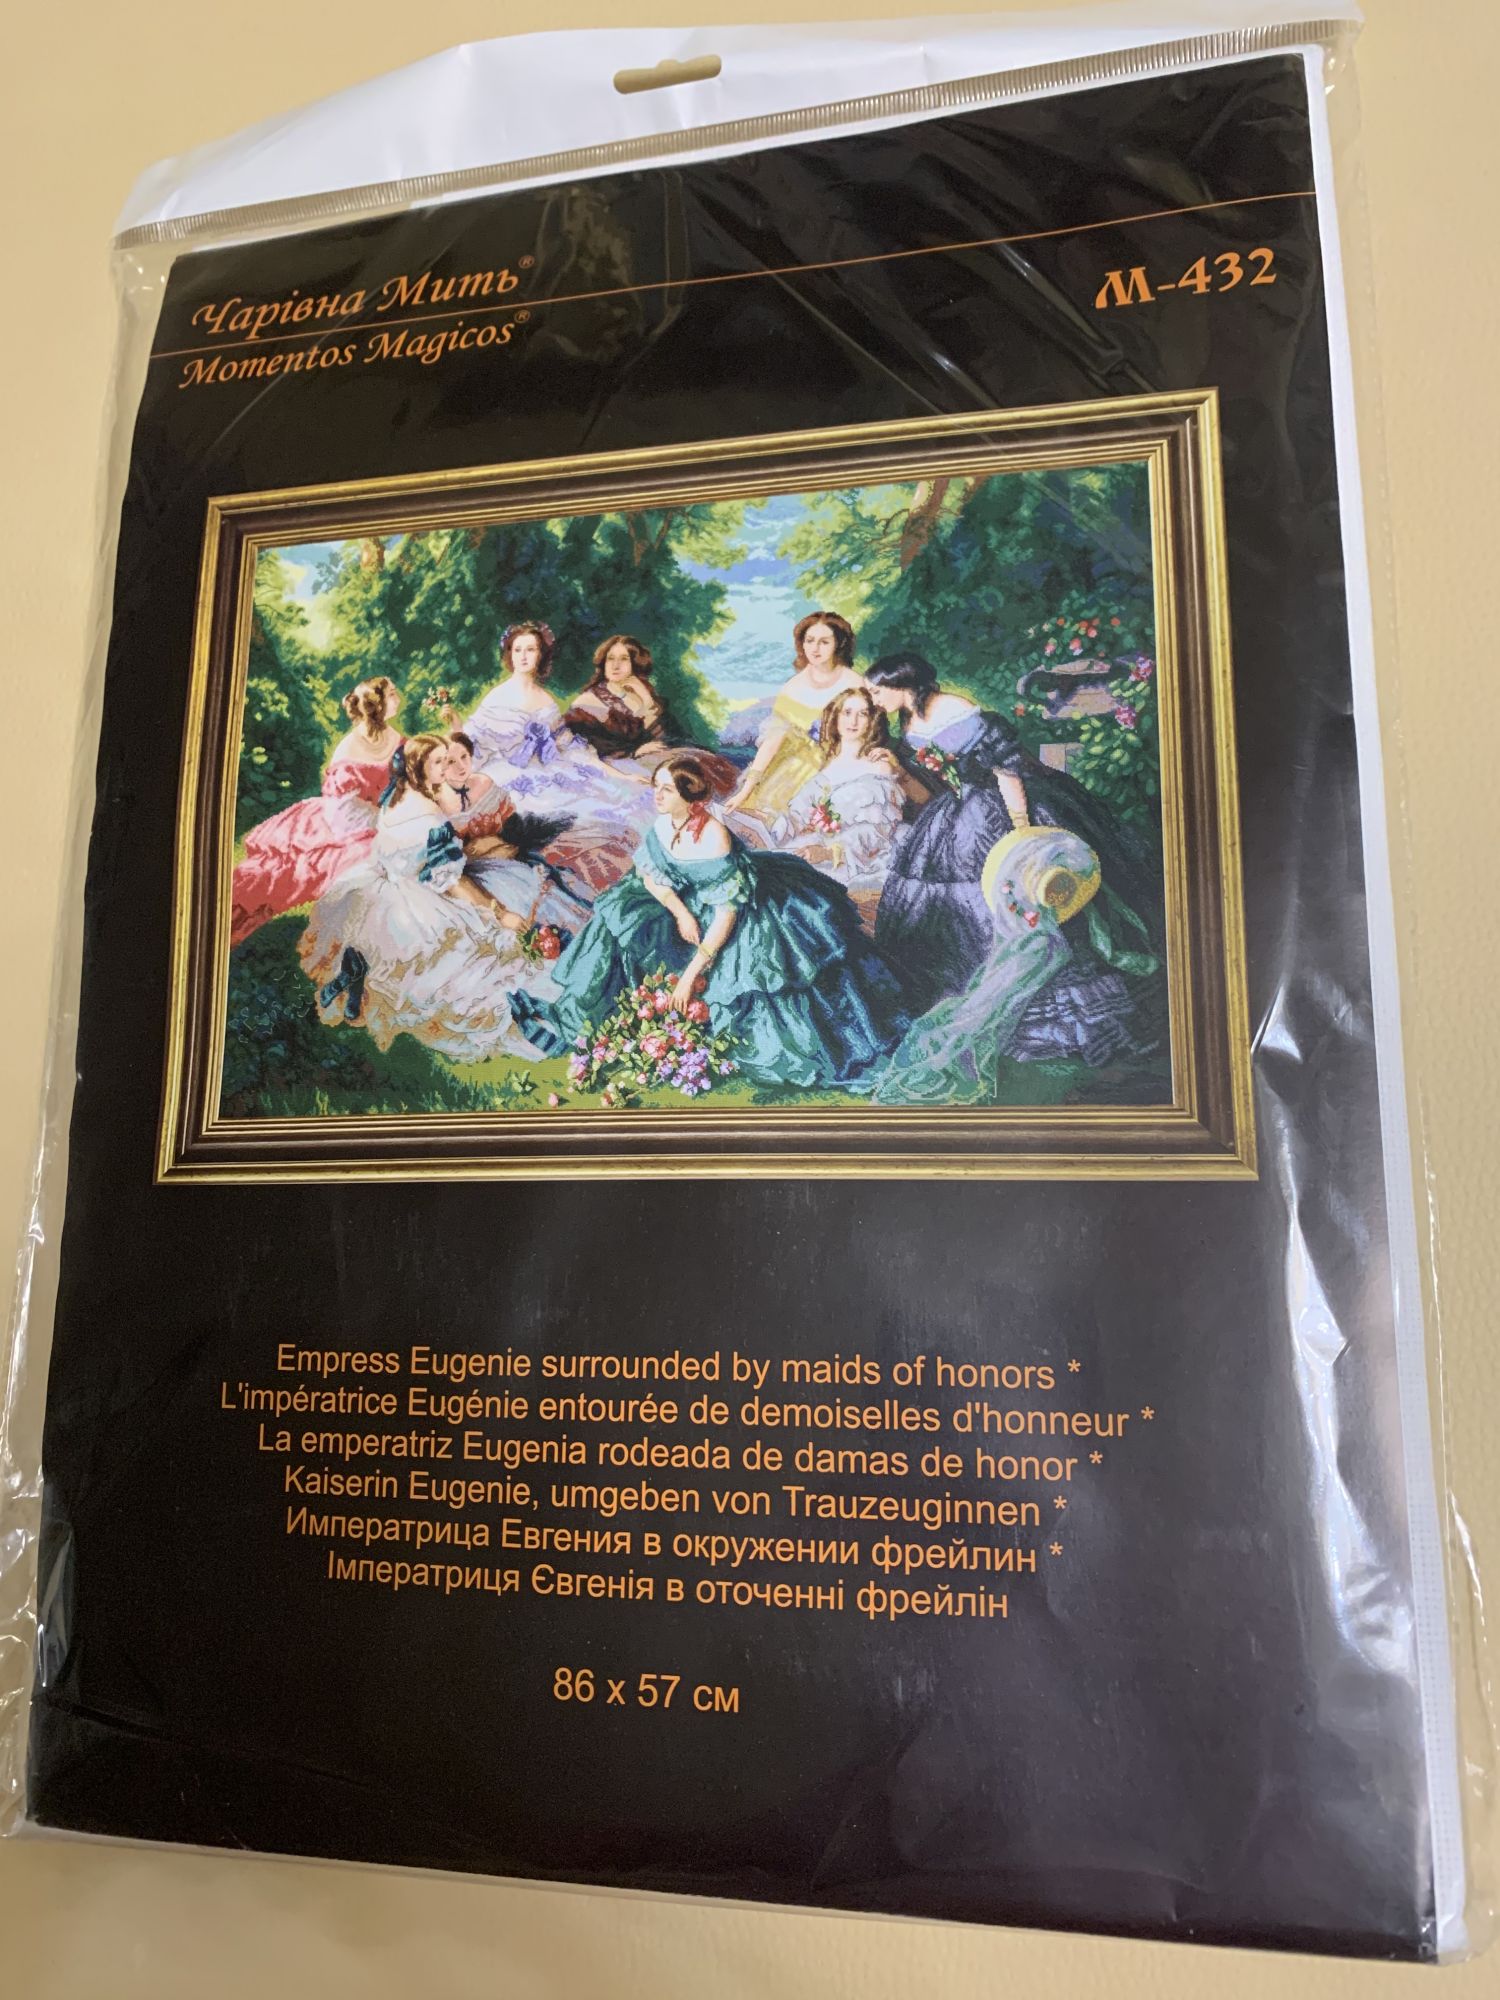 Чарiвна Мить®
Momentos Magicos®
М-432
Empress Eugenie surrounded by maids of honors *
L'impératrice Eugénie entourée de demoiselles d'honneur *
La emperatriz Eugenia rodeada de damas de honor *
Kaiserin Eugenie, umgeben von Trauzeuginnen *
Императрица Евгения в окружении фрейлин *
Імператриця Євгенія в оточенні фрейлін
86 х 57 см